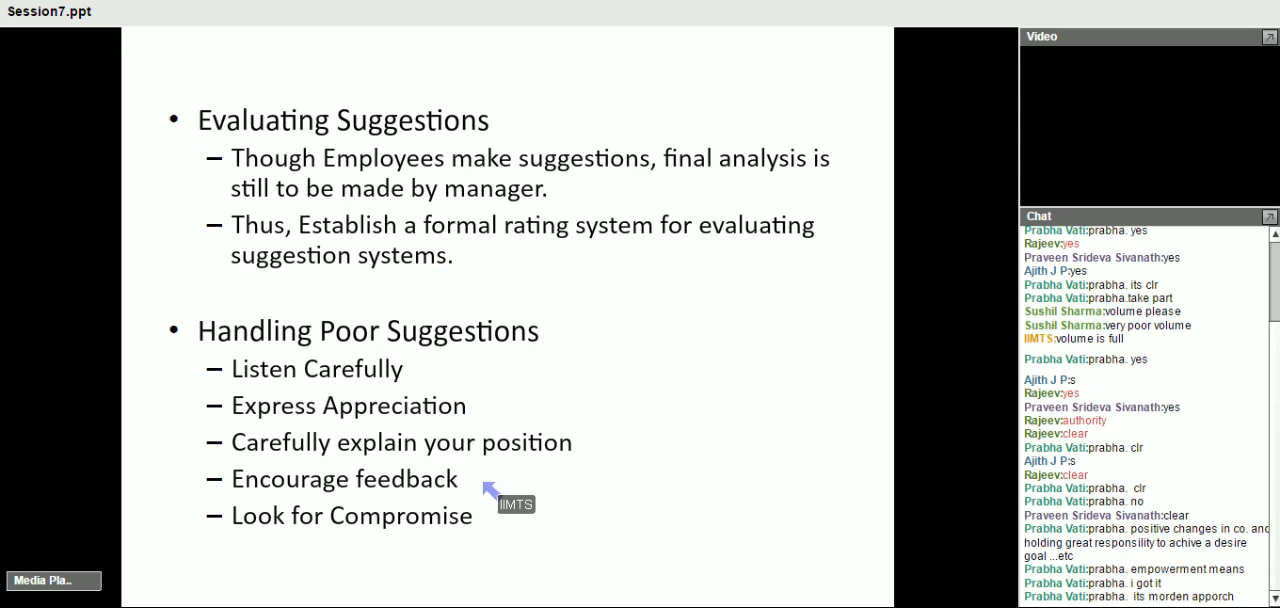 Session7.ppt
• Evaluating Suggestions
– Though Employees make suggestions, final analysis is
still to be made by manager.
– Thus, Establish a formal rating system for evaluating
suggestion systems.
• Handling Poor Suggestions
– Listen Carefully
– Express Appreciation
– Carefully explain your position
– Encourage feedback
IIMTS
– Look for Compromise
Media Pla..
Video
Chat
Prabha Vati:prabha. yes
Rajeev:yes
Praveen Srideva Sivanath:yes
Ajith J P:yes
Prabha Vati:prabha. its clr
Prabha Vati:prabha.take part
Sushil Sharma:volume please
Sushil Sharma:very poor volume
IIMTS:volume is full
Prabha Vati:prabha. yes
Ajith J P:s
Rajeev:yes
Praveen Srideva Sivanath:yes
Rajeev:authority
Rajeev:clear
Prabha Vati:prabha. clr
Ajith J P:s
Rajeev:clear
Prabha Vati:prabha.  clr
Prabha Vati:prabha. no
Praveen Srideva Sivanath:clear
Prabha Vati:prabha. positive changes in co. and
holding great responsility to achive a desire
goal ...etc
Prabha Vati:prabha. empowerment means
Prabha Vati:prabha. i got it
Prabha Vati:prabha.  its morden apporch